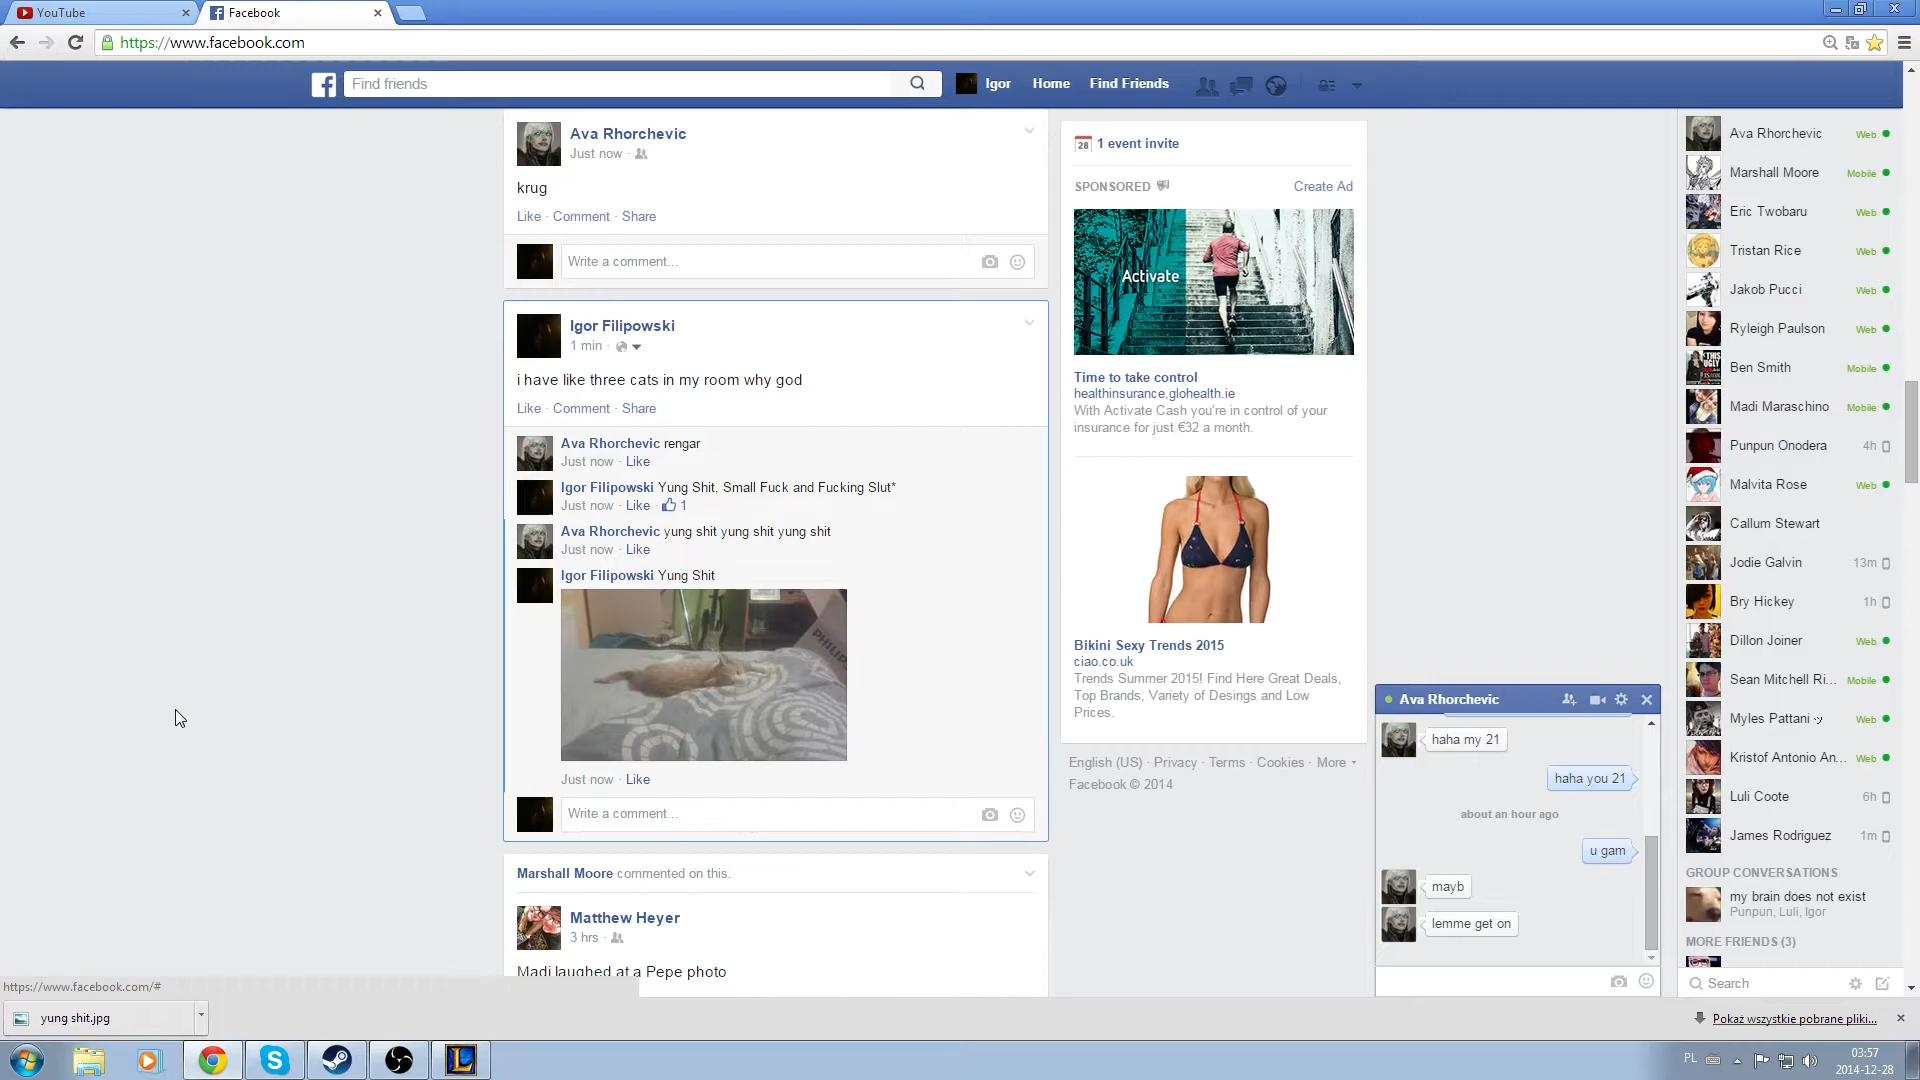 YouTube
Facebook
https://www.facebook.com
Find friends
Igor
Home
Find Friends
Ava Rhorchevic
Just now ·
krug
Like · Comment · Share
Write a comment...
Igor Filipowski
1 min ·
i have like three cats in my room why god
Like · Comment · Share
Ava Rhorchevic rengar
Just now · Like
Igor Filipowski Yung Shit, Small Fuck and Fucking Slut*
Just now · Like · 1
Ava Rhorchevic yung shit yung shit yung shit
Just now · Like
Igor Filipowski Yung Shit
Just now · Like
Write a comment...
Marshall Moore commented on this.
Matthew Heyer
3 hrs ·
Madi laughed at a Pepe photo
28 1 event invite
SPONSORED
Create Ad
Activate
Time to take control
healthinsurance.glohealth.ie
With Activate Cash you're in control of your
insurance for just €32 a month.
Bikini Sexy Trends 2015
ciao.co.uk
Trends Summer 2015! Find Here Great Deals,
Top Brands, Variety of Desings and Low
Prices.
English (US) · Privacy · Terms · Cookies · More
Facebook © 2014
Ava Rhorchevic
haha my 21
haha you 21
about an hour ago
u gam
mayb
lemme get on
Ava Rhorchevic Web
Marshall Moore Mobile
Eric Twobaru Web
Tristan Rice Web
Jakob Pucci Web
Ryleigh Paulson Web
Ben Smith Mobile
Madi Maraschino Mobile
Punpun Onodera 4h
Malvita Rose Web
Callum Stewart
Jodie Galvin 13m
Bry Hickey 1h
Dillon Joiner Web
Sean Mitchell Ri... Mobile
Myles Pattani Web
Kristof Antonio An... Web
Luli Coote 6h
James Rodriguez 1m
GROUP CONVERSATIONS
my brain does not exist
Punpun, Luli, Igor
MORE FRIENDS (3)
Search
https://www.facebook.com/#
yung shit.jpg
Pokaż wszystkie pobrane pliki...
PL
03:57
2014-12-28